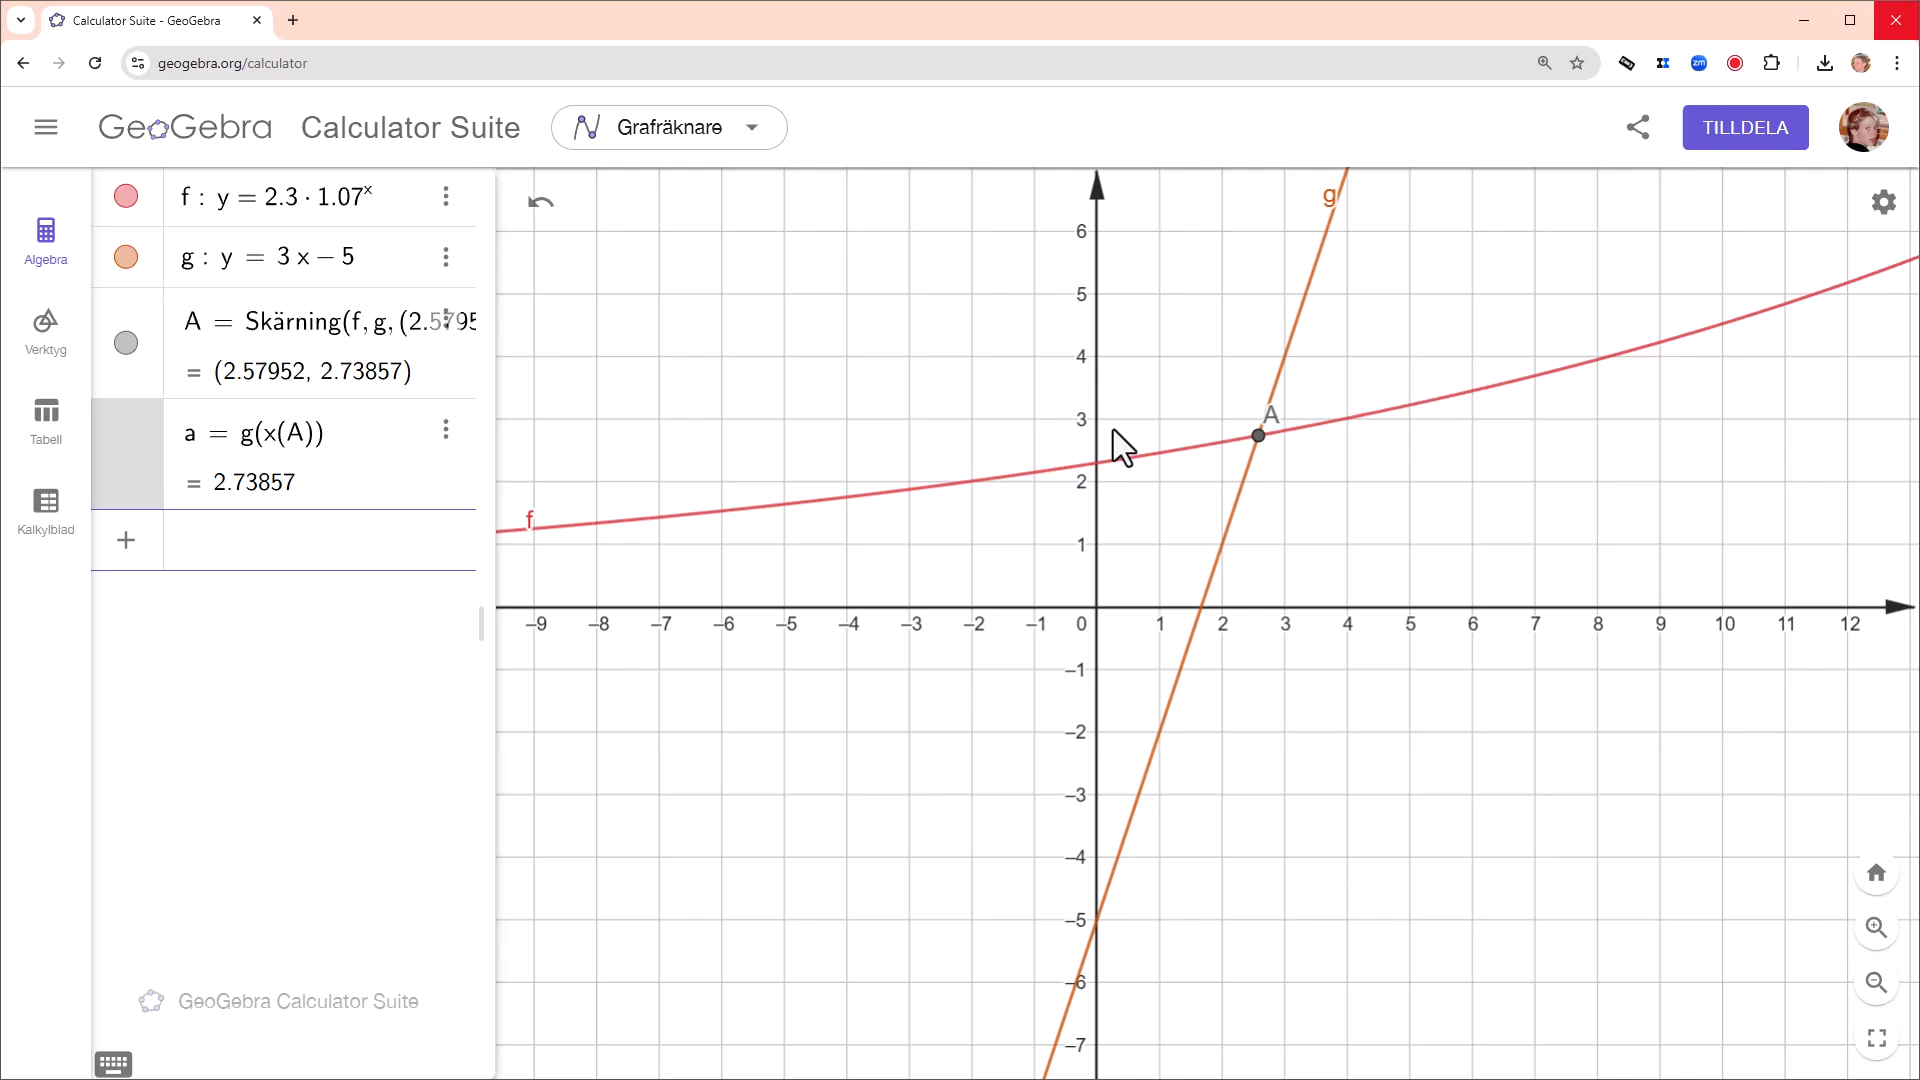 Calculator Suite - GeoGebra
geogebra.org/calculator
zm
GeoGebra Calculator Suite Grafräknare TILLDELA
Algebra
Verktyg
Tabell
Kalkylblad
f : y = 2.3 · 1.07ˣ
g : y = 3 x − 5
A = Skärning(f, g, (2.5795
= (2.57952, 2.73857)
a = g(x(A))
= 2.73857
GeoGebra Calculator Suite
g
6
5
4
3
A
2
f
1
–9 –8 –7 –6 –5 –4 –3 –2 –1 0 1 2 3 4 5 6 7 8 9 10 11 12
–1
–2
–3
–4
–5
–6
–7